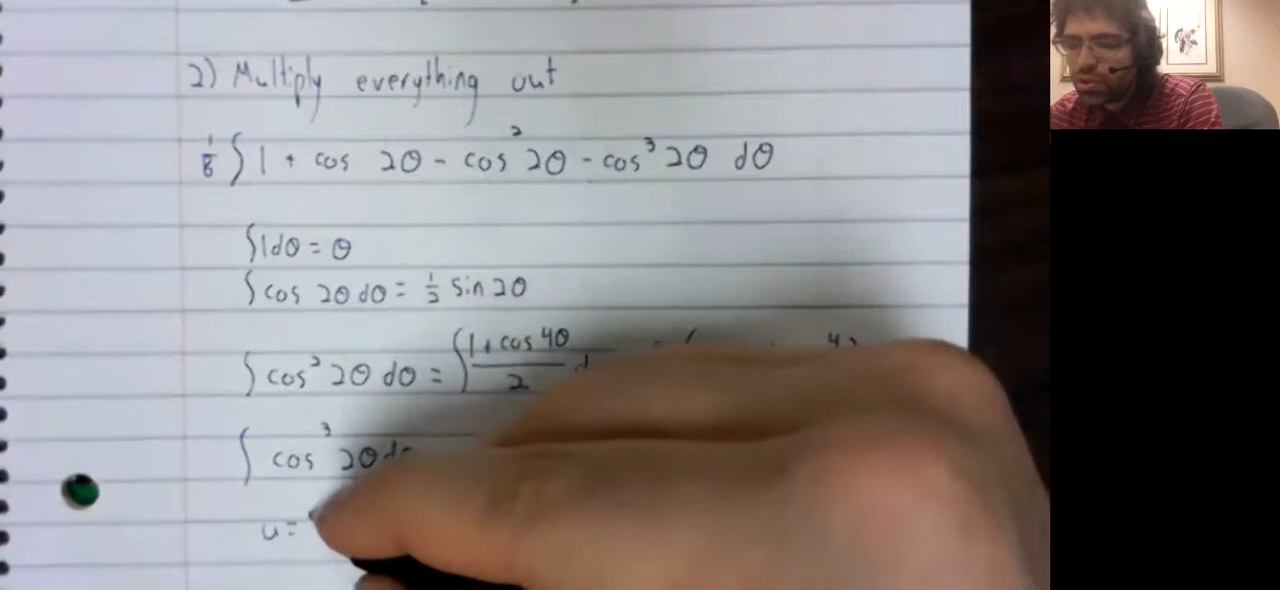 2) Multiply everything out
1/8 ∫ 1 + cos 2θ - cos² 2θ - cos³ 2θ dθ
∫1dθ = θ
∫cos 2θ dθ = ½ sin 2θ
∫ cos² 2θ dθ = ∫ (1 + cos 4θ)/2 d
∫ cos³ 2θ d
u =